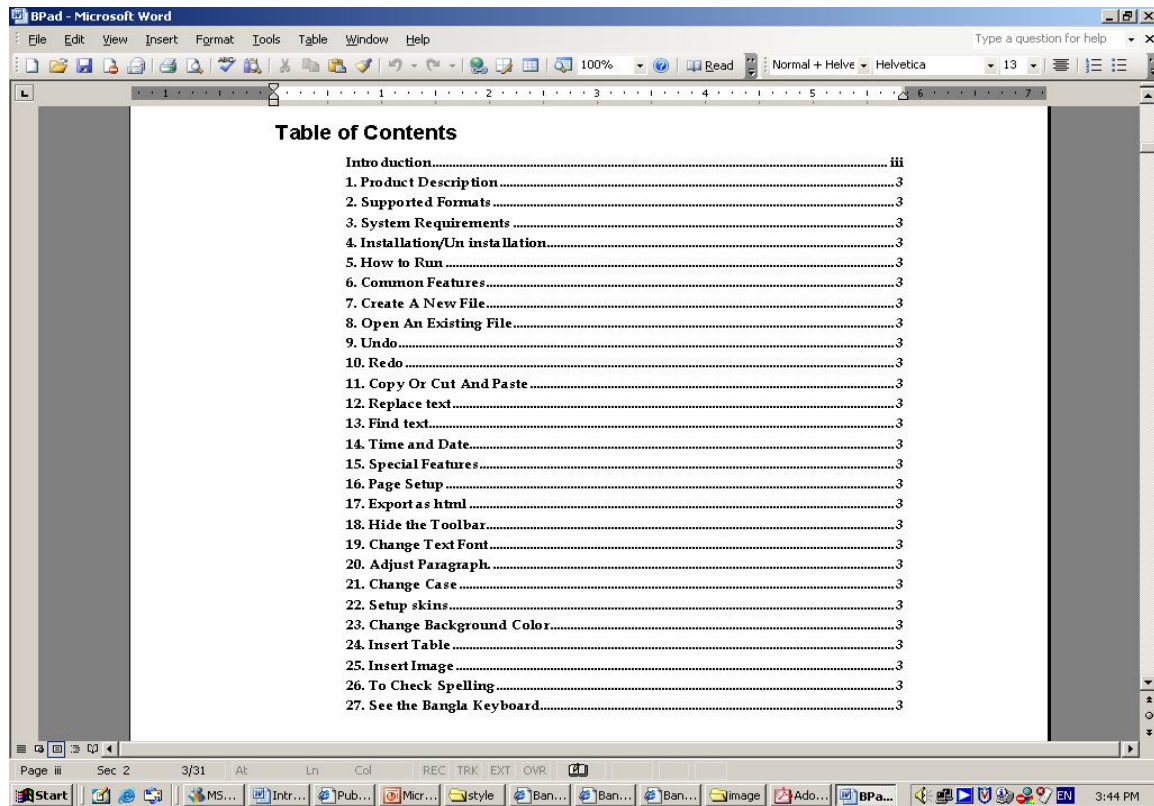 BPad - Microsoft Word
File Edit View Insert Format Tools Table Window Help Type a question for help
100% Read Normal + Helve Helvetica 13
1 1 2 3 4 5 6 7
Table of Contents
Introduction iii
1. Product Description 3
2. Supported Formats 3
3. System Requirements 3
4. Installation/Un installation 3
5. How to Run 3
6. Common Features 3
7. Create A New File 3
8. Open An Existing File 3
9. Undo 3
10. Redo 3
11. Copy Or Cut And Paste 3
12. Replace text 3
13. Find text 3
14. Time and Date 3
15. Special Features 3
16. Page Setup 3
17. Export as html 3
18. Hide the Toolbar 3
19. Change Text Font 3
20. Adjust Paragraph. 3
21. Change Case 3
22. Setup skins 3
23. Change Background Color 3
24. Insert Table 3
25. Insert Image 3
26. To Check Spelling 3
27. See the Bangla Keyboard 3
Page iii Sec 2 3/31 At Ln Col REC TRK EXT OVR
Start MS... Intr... Pub... Micr... style Ban... Ban... Ban... image Ado... BPa... EN 3:44 PM